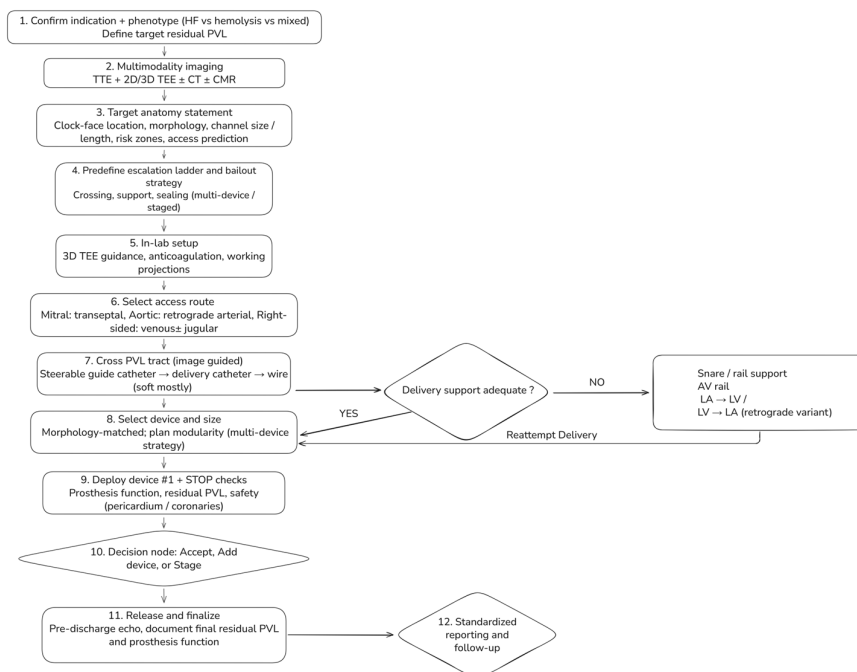 1. Confirm indication + phenotype (HF vs hemolysis vs mixed)
Define target residual PVL
2. Multimodality imaging
TTE + 2D/3D TEE ± CT ± CMR
3. Target anatomy statement
Clock-face location, morphology, channel size /
length, risk zones, access prediction
4. Predefine escalation ladder and bailout
strategy
Crossing, support, sealing (multi-device /
staged)
5. In-lab setup
3D TEE guidance, anticoagulation, working
projections
6. Select access route
Mitral: transeptal, Aortic: retrograde arterial, Right-
sided: venous± jugular
7. Cross PVL tract (image guided)
Steerable guide catheter → delivery catheter → wire
(soft mostly)
Delivery support adequate ?
NO
Snare / rail support
AV rail
LA → LV /
LV → LA (retrograde variant)
YES
Reattempt Delivery
8. Select device and size
Morphology-matched; plan modularity (multi-device
strategy)
9. Deploy device #1 + STOP checks
Prosthesis function, residual PVL, safety
(pericardium / coronaries)
10. Decision node: Accept, Add
device, or Stage
11. Release and finalize
Pre-discharge echo, document final residual PVL
and prosthesis function
12. Standardized
reporting and
follow-up